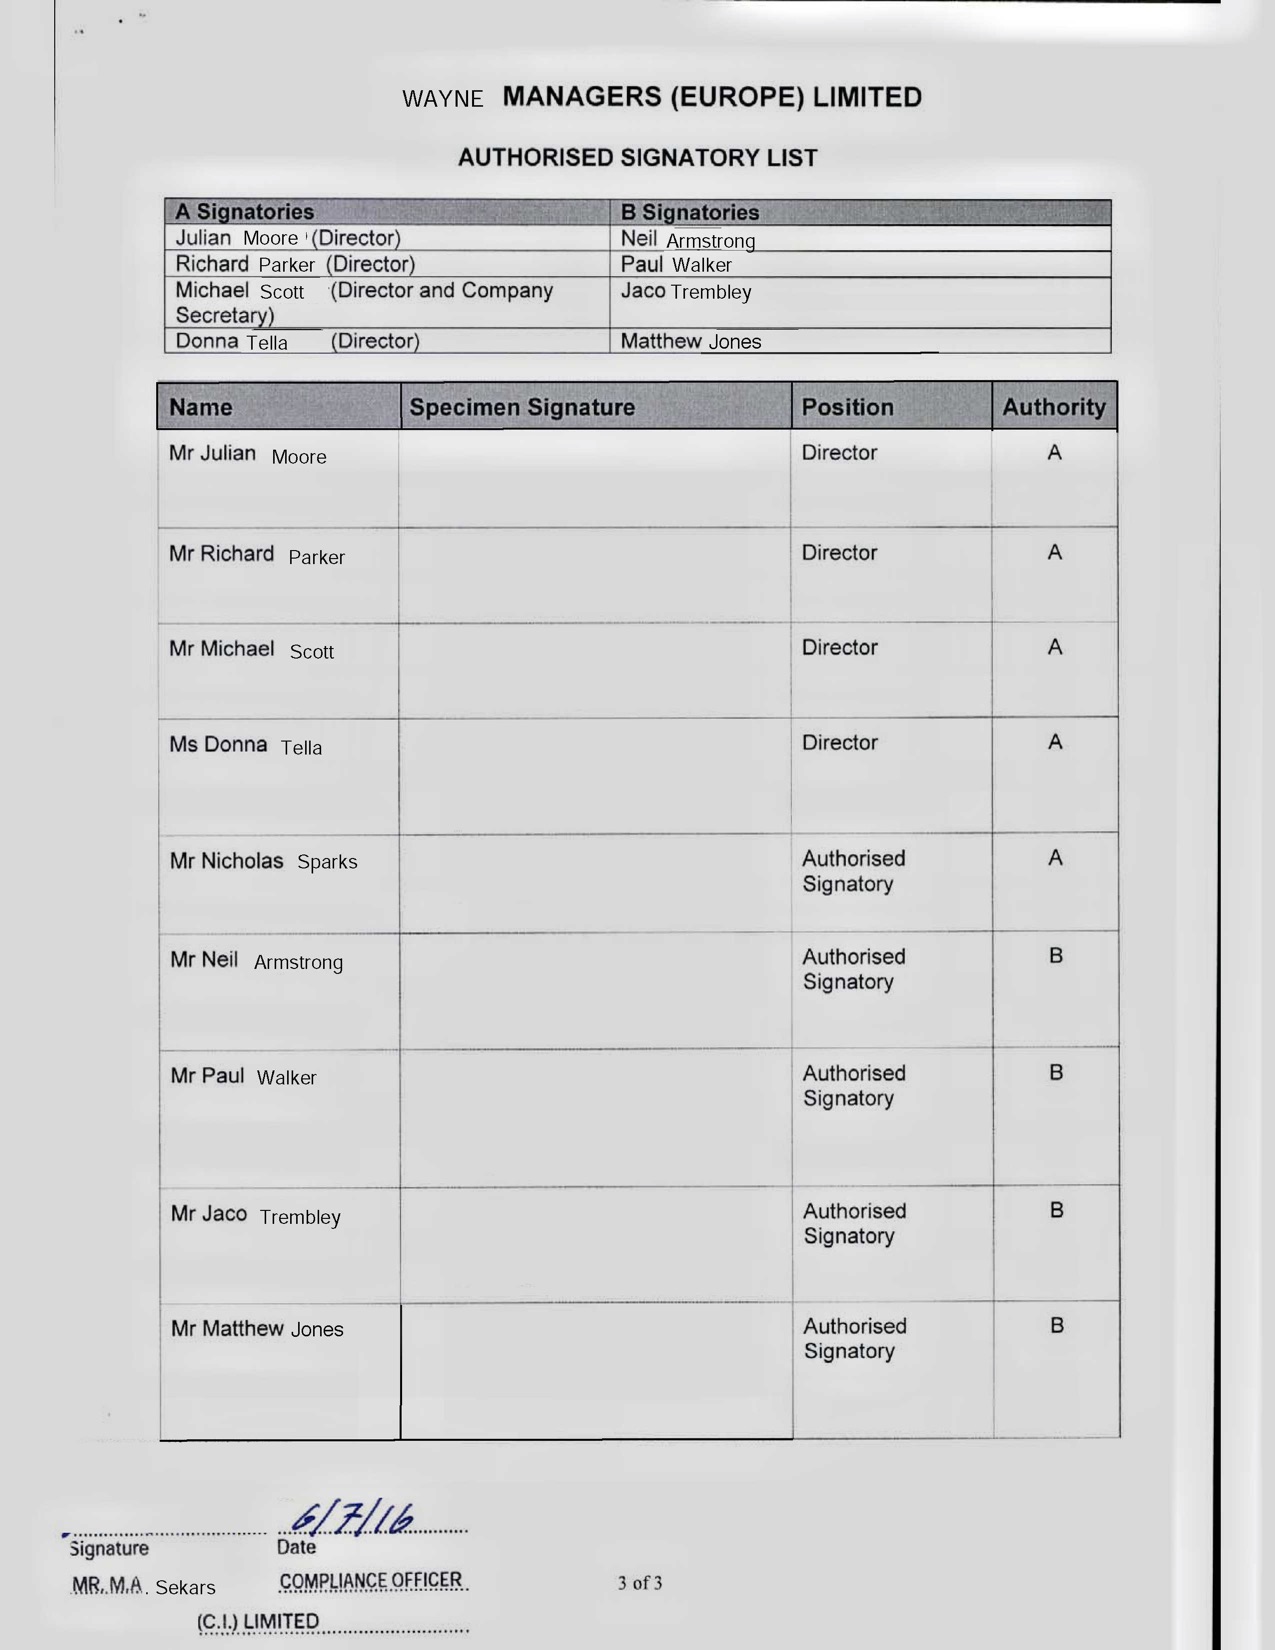 WAYNE MANAGERS (EUROPE) LIMITED
AUTHORISED SIGNATORY LIST
A Signatories B Signatories
Julian Moore (Director) Neil Armstrong
Richard Parker (Director) Paul Walker
Michael Scott (Director and Company Jaco Trembley
Secretary)
Donna Tella (Director) Matthew Jones
Name Specimen Signature Position Authority
Mr Julian Moore Director A
Mr Richard Parker Director A
Mr Michael Scott Director A
Ms Donna Tella Director A
Mr Nicholas Sparks Authorised A
Signatory
Mr Neil Armstrong Authorised B
Signatory
Mr Paul Walker Authorised B
Signatory
Mr Jaco Trembley Authorised B
Signatory
Mr Matthew Jones Authorised B
Signatory
6/7/16
Signature Date
MR. M.A. Sekars COMPLIANCE OFFICER 3 of 3
(C.I.) LIMITED